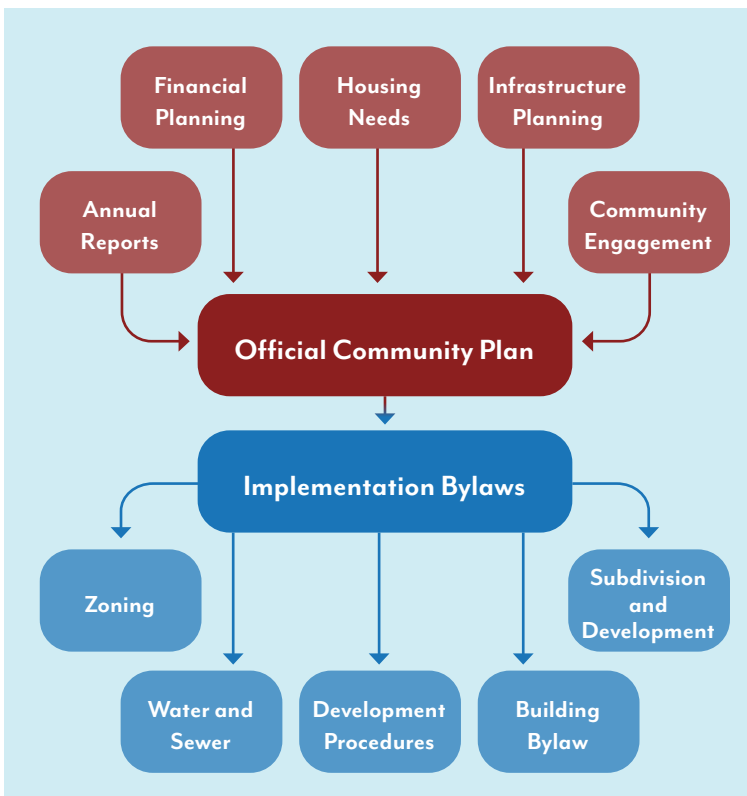 Financial
Planning
Housing
Needs
Infrastructure
Planning
Annual
Reports
Community
Engagement
Official Community Plan
Implementation Bylaws
Zoning
Subdivision
and
Development
Water and
Sewer
Development
Procedures
Building
Bylaw